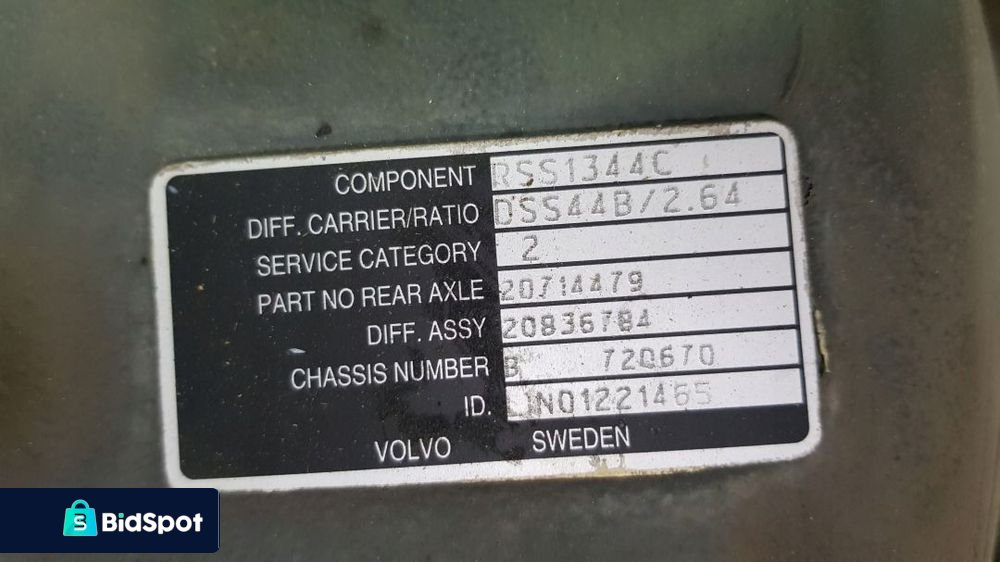 COMPONENT RSS1344C
DIFF. CARRIER/RATIO DSS44B/2.64
SERVICE CATEGORY 2
PART NO REAR AXLE 20714479
DIFF. ASSY 20836784
CHASSIS NUMBER B 720670
ID.
VOLVO SWEDEN
BidSpot